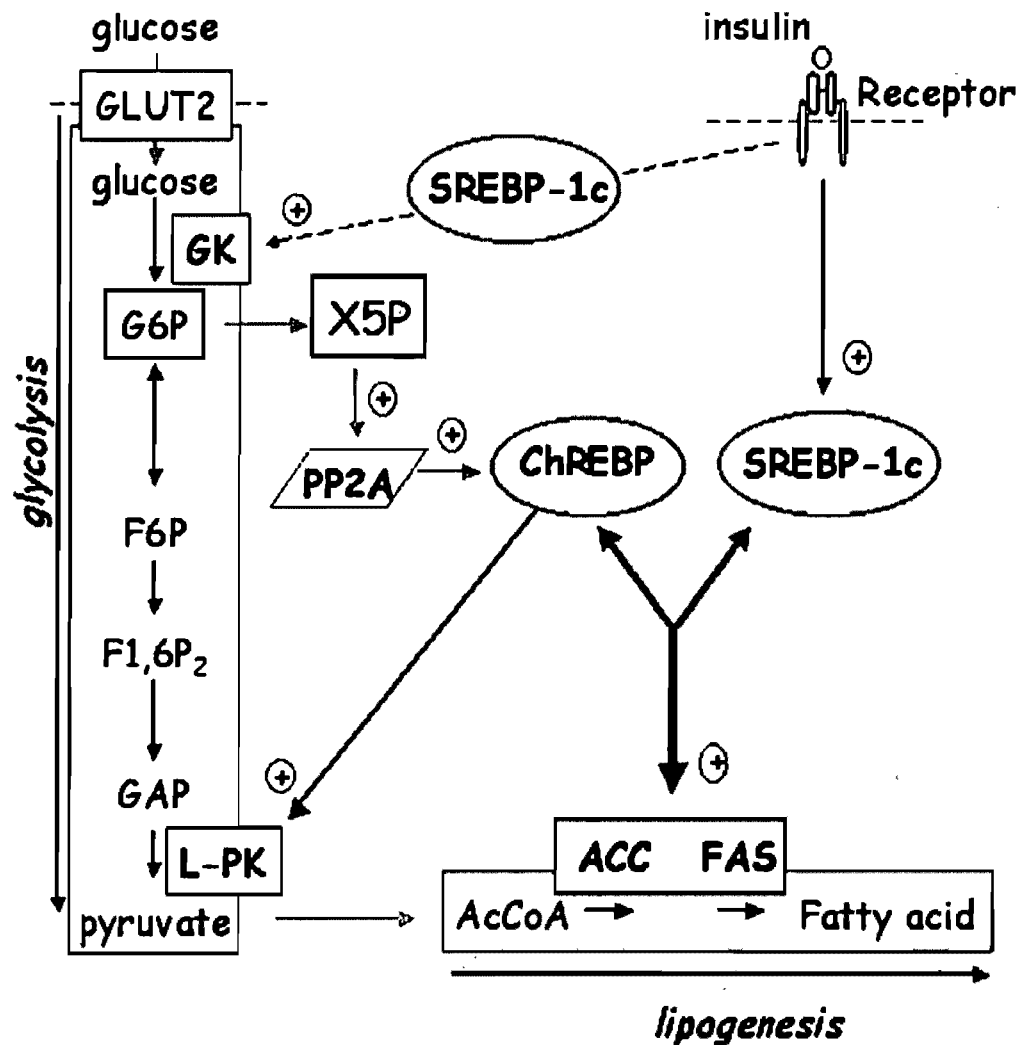 glucose
insulin
GLUT2
Receptor
glucose
SREBP-1c
+
GK
G6P
X5P
+
glycolysis
+
+
PP2A
ChREBP
SREBP-1c
F6P
F1,6P₂
+
+
GAP
L-PK
ACC FAS
pyruvate
AcCoA
Fatty acid
lipogenesis